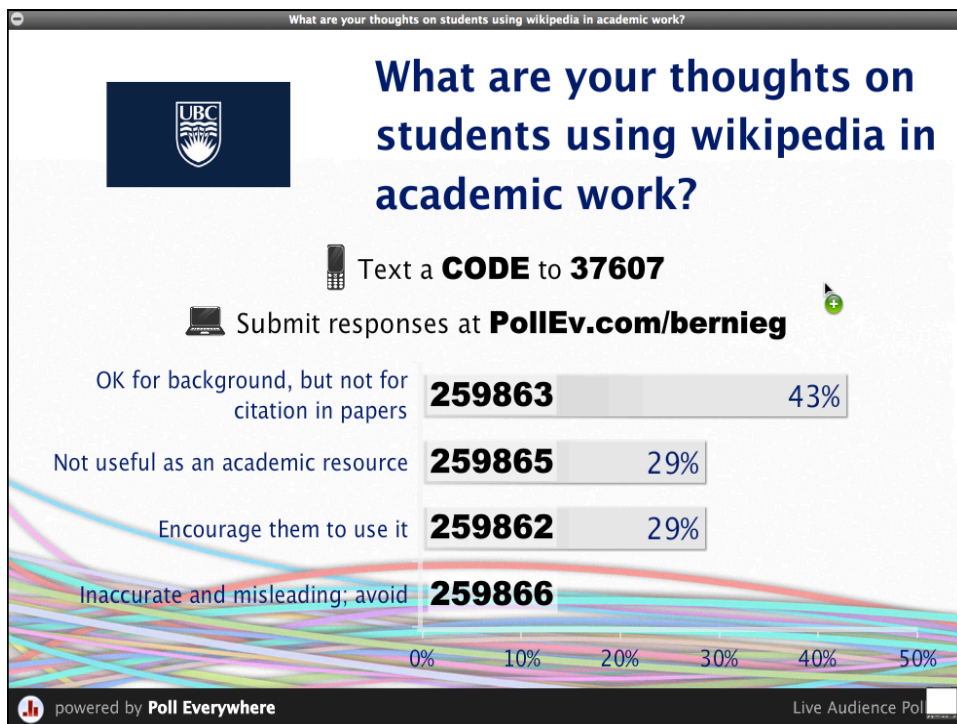 What are your thoughts on students using wikipedia in academic work?
UBC
What are your thoughts on
students using wikipedia in
academic work?
Text a CODE to 37607
Submit responses at PollEv.com/bernieg
OK for background, but not for
citation in papers
259863
43%
Not useful as an academic resource
259865
29%
Encourage them to use it
259862
29%
Inaccurate and misleading; avoid
259866
0%
10%
20%
30%
40%
50%
powered by Poll Everywhere
Live Audience Pol